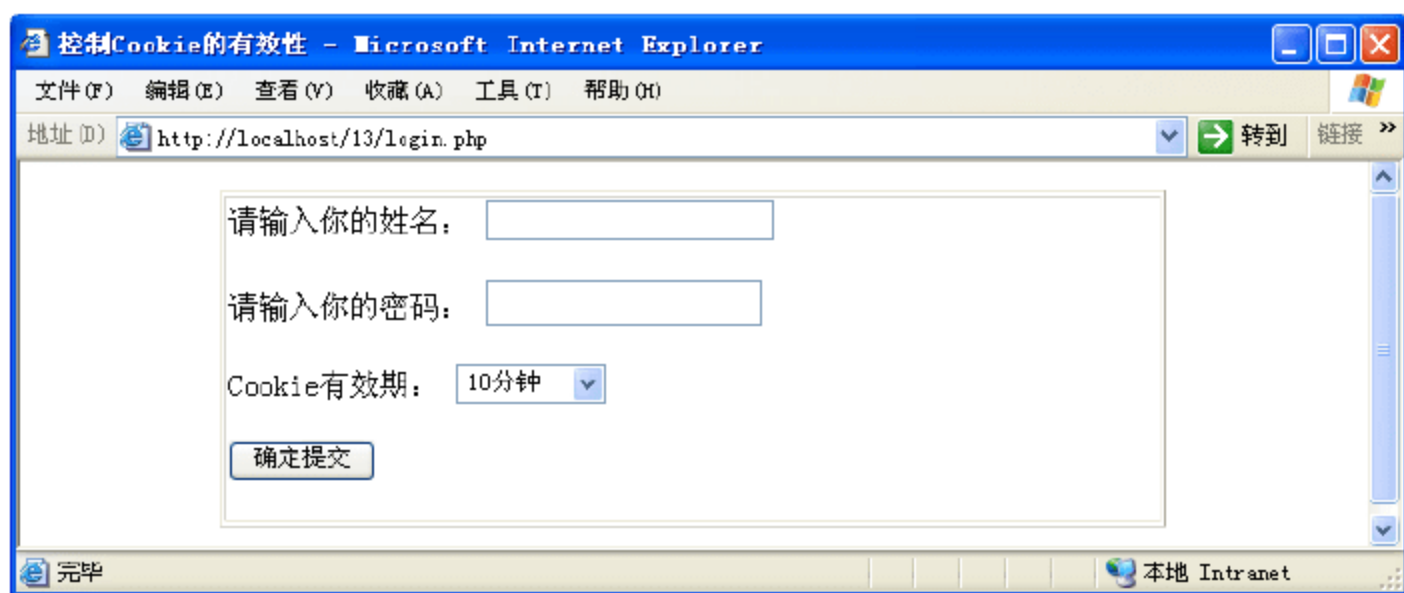 控制Cookie的有效性 - Microsoft Internet Explorer
文件(F) 编辑(E) 查看(V) 收藏(A) 工具(T) 帮助(H)
地址(D) http://localhost/13/login.php 转到 链接 »
请输入你的姓名：
请输入你的密码：
Cookie有效期： 10分钟
确定提交
完毕 本地 Intranet